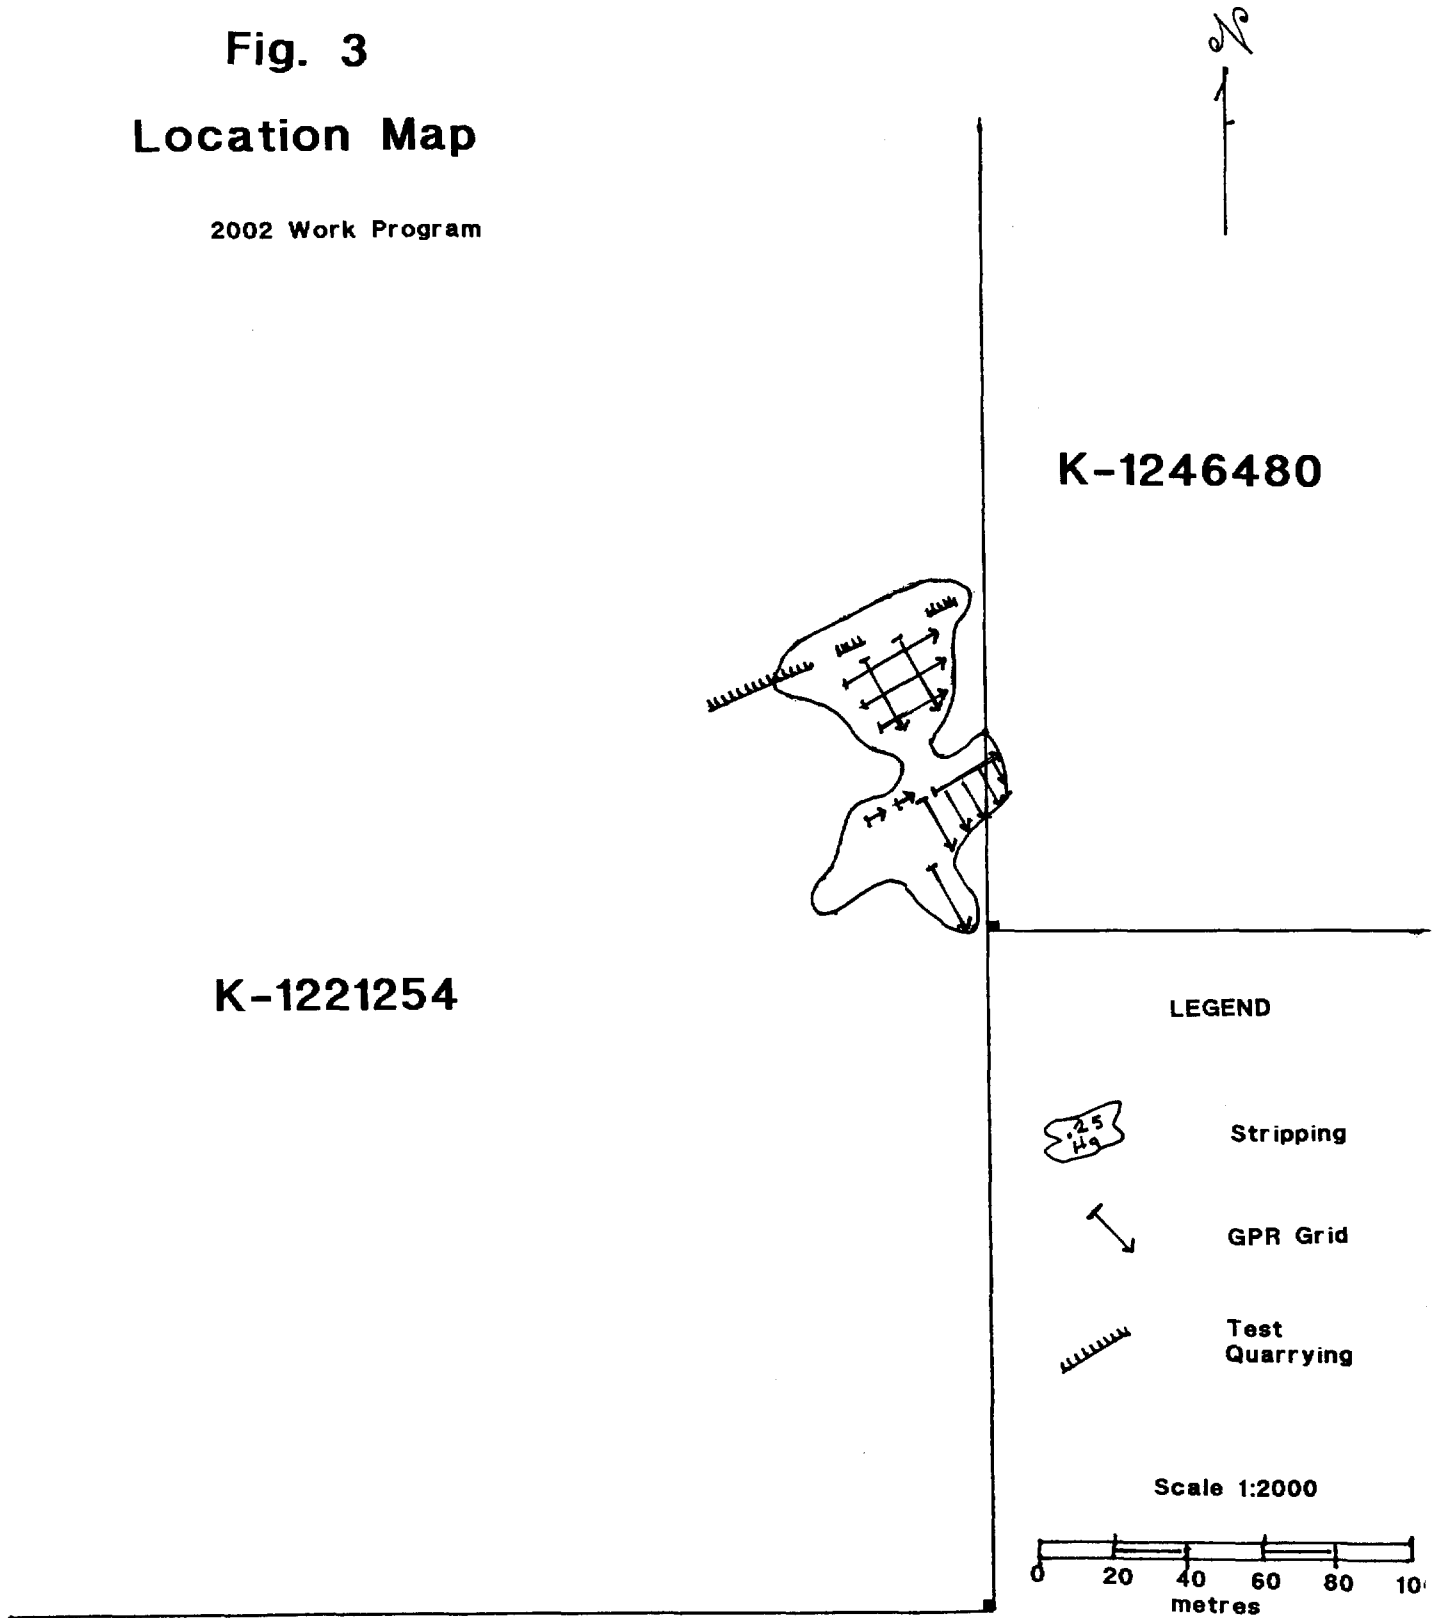 Fig. 3
Location Map
2002 Work Program
N
K-1246480
K-1221254
LEGEND
.25
Hg
Stripping
GPR Grid
Test
Quarrying
Scale 1:2000
0 20 40 60 80 10
metres